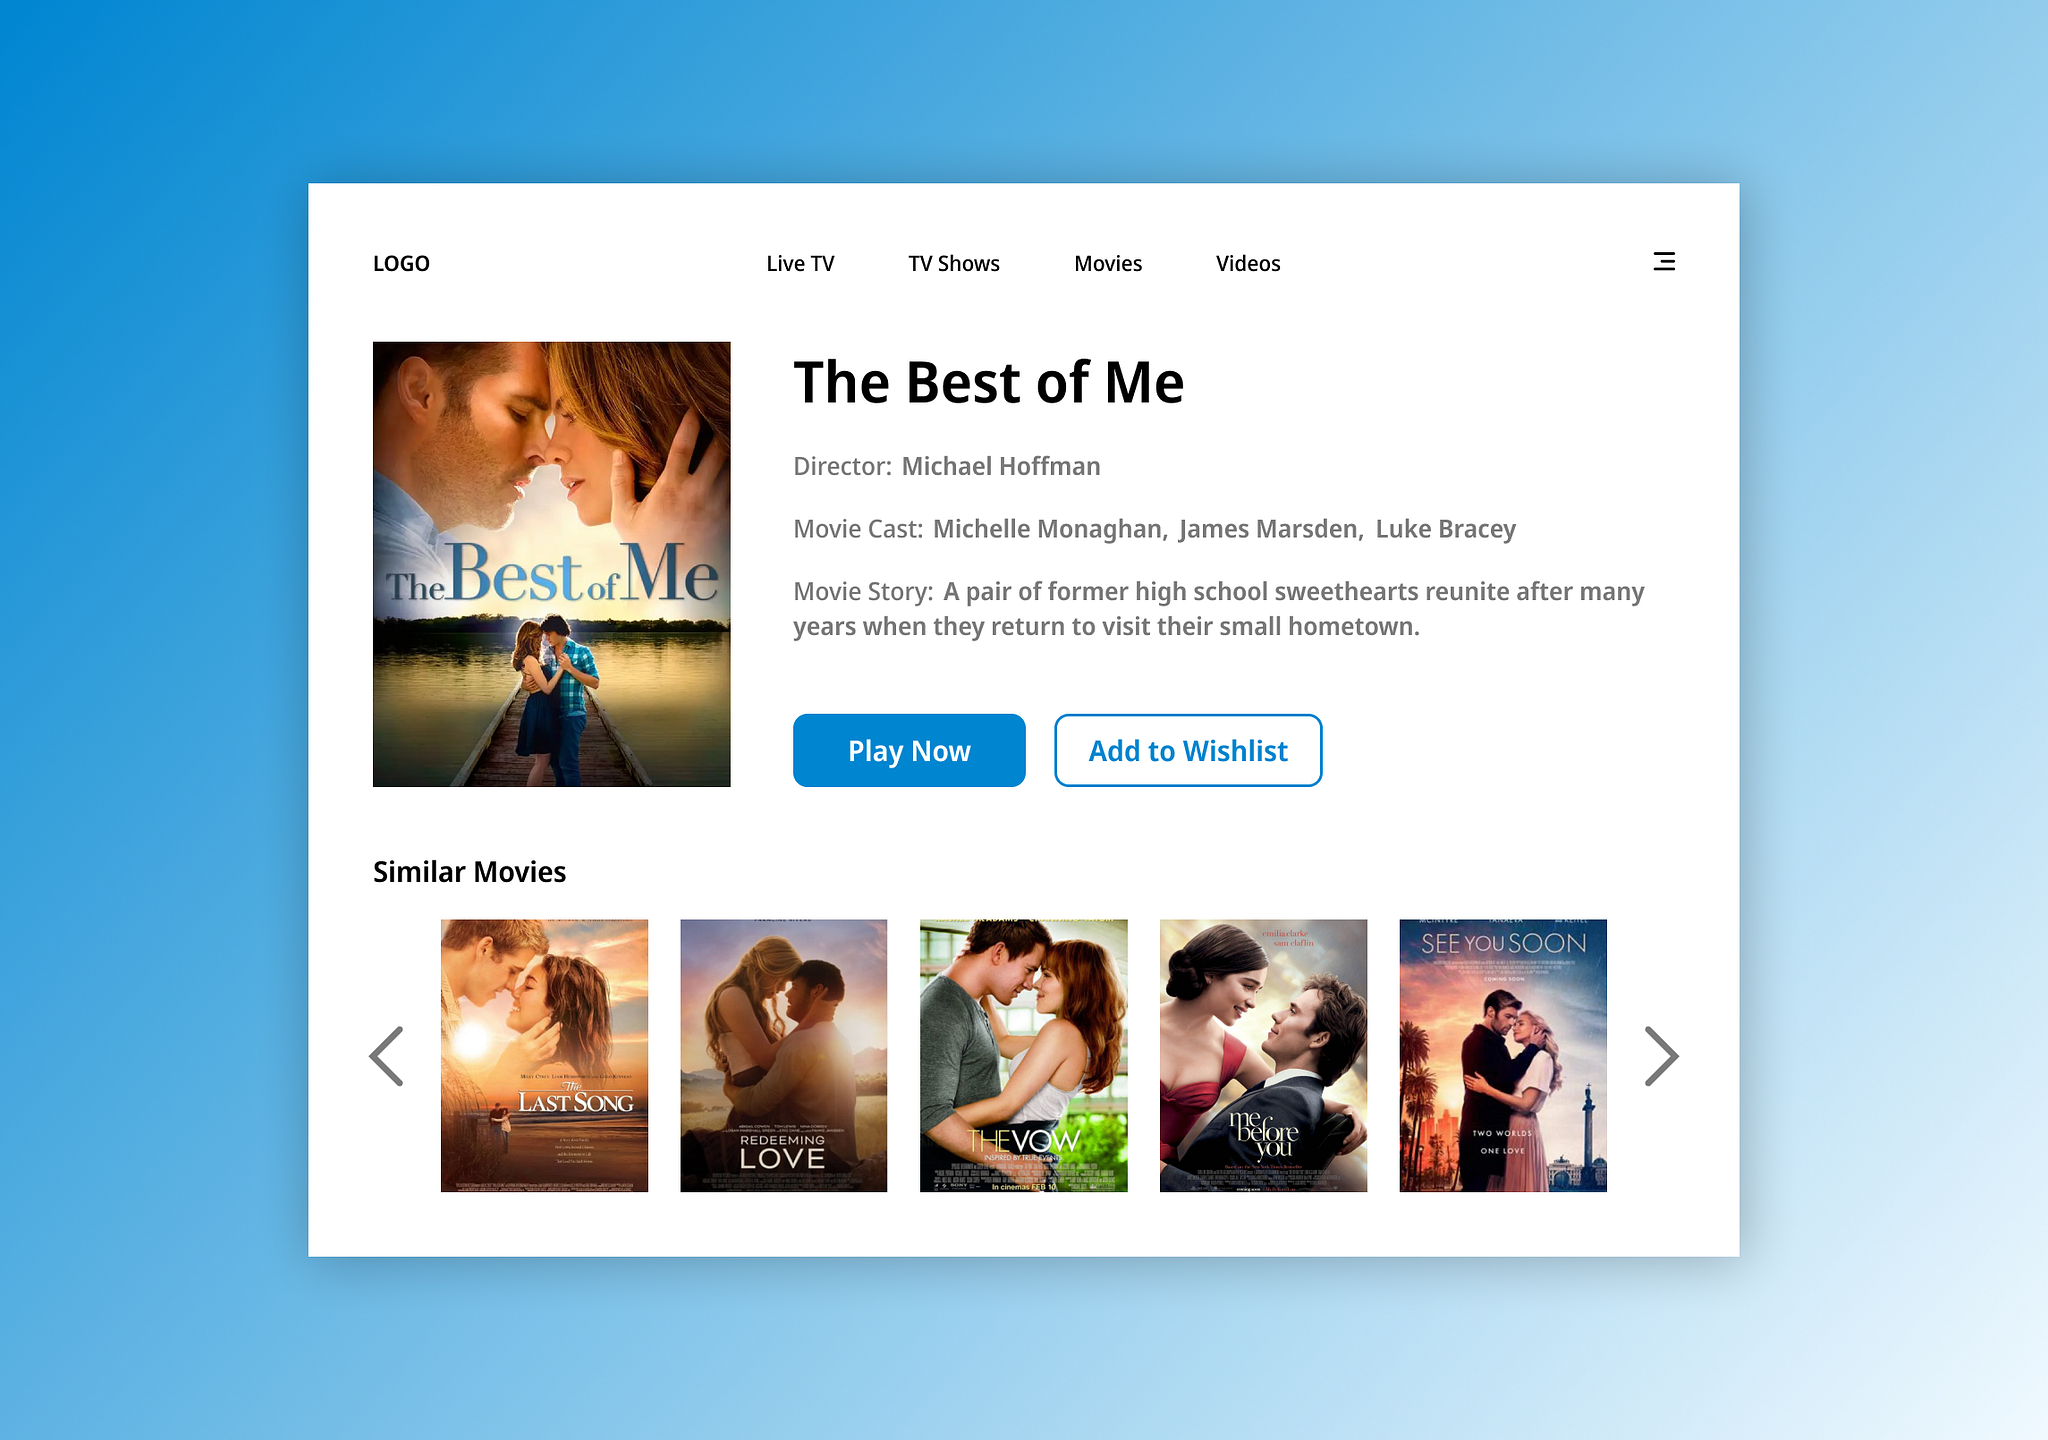 LOGO
Live TV
TV Shows
Movies
Videos
The Best of Me
The Best of Me
Director: Michael Hoffman
Movie Cast: Michelle Monaghan, James Marsden, Luke Bracey
Movie Story: A pair of former high school sweethearts reunite after many
years when they return to visit their small hometown.
Play Now
Add to Wishlist
Similar Movies
The
LAST SONG
REDEEMING
LOVE
THE VOW
INSPIRED BY TRUE EVENTS
SONY
In cinemas FEB 10
emilia clarke
sam claflin
me
before
you
SEE YOU SOON
COMING SOON
TWO WORLDS
ONE LOVE